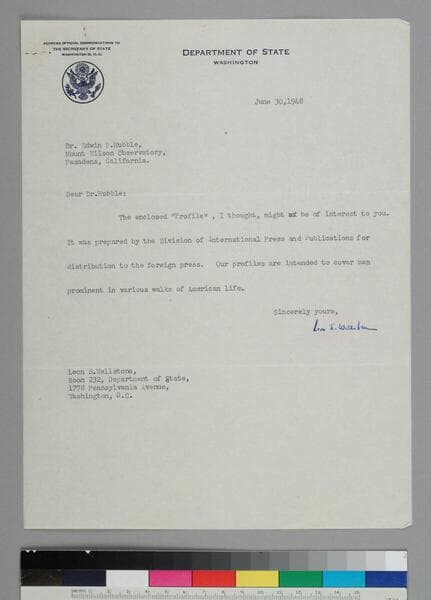 ADDRESS OFFICIAL COMMUNICATIONS TO
THE SECRETARY OF STATE
WASHINGTON 25, D. C.
DEPARTMENT OF STATE
WASHINGTON
June 30,1948
Dr. Edwin P.Hubble,
Mount Wilson Observatory,
Pasadena, California.
Dear Dr.Hubble:
The enclosed "Profile" , I thought, might be of interest to you.
It was prepared by the Division of International Press and Publications for
distribution to the foreign press. Our profiles are intended to cover men
prominent in various walks of American life.
Sincerely yours,
Leon S.Wallstone,
Room 232, Department of State,
1778 Pennsylvania Avenue,
Washington, D.C.